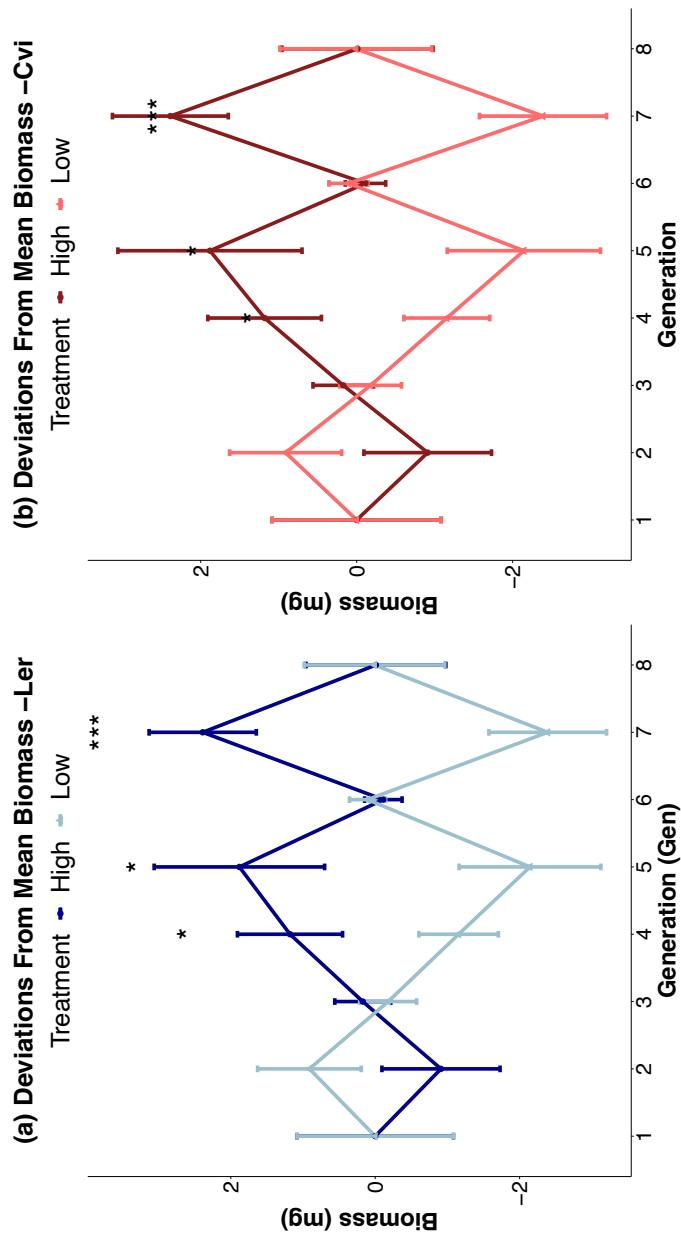 (a) Deviations From Mean Biomass –Ler
Treatment High Low
Biomass (mg)
2
0
−2
1 2 3 4 5 6 7 8
Generation (Gen)
*
*
***
(b) Deviations From Mean Biomass –Cvi
Treatment High Low
Biomass (mg)
2
0
−2
1 2 3 4 5 6 7 8
Generation
*
*
***